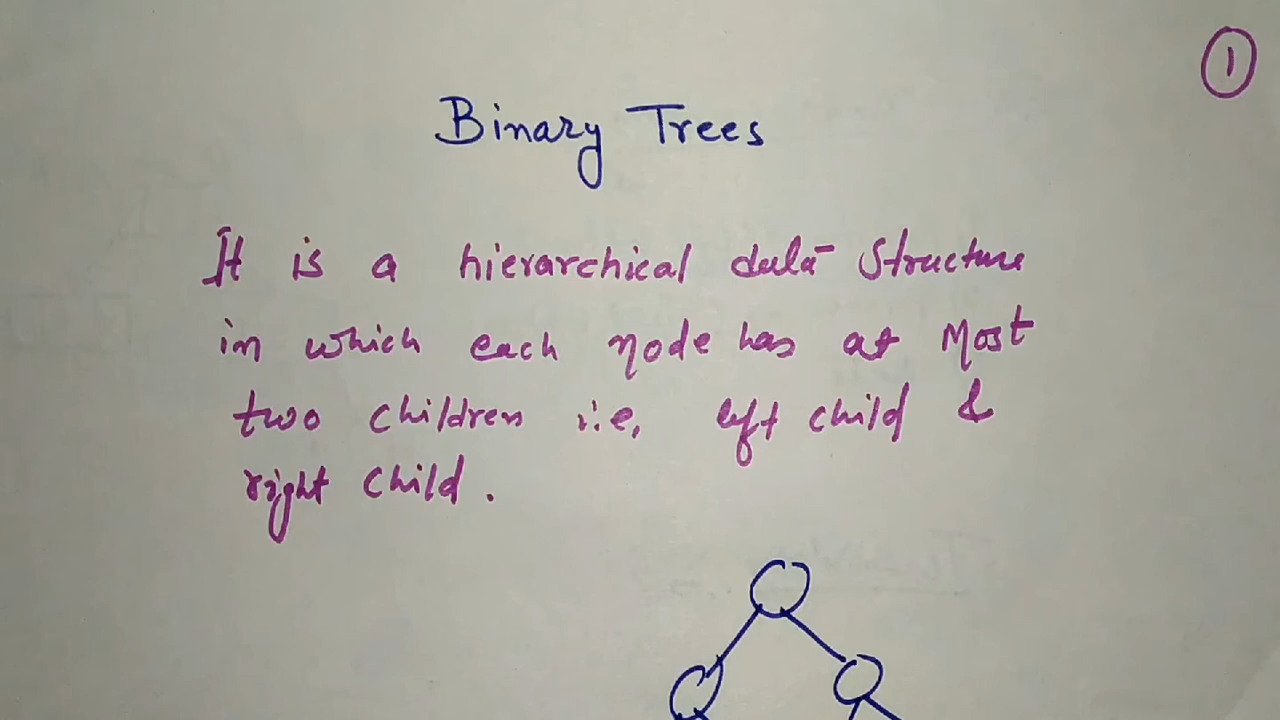 1
Binary Trees
It is a hierarchical data Structure
in which each node has at Most
two children i.e, left child &
right child.